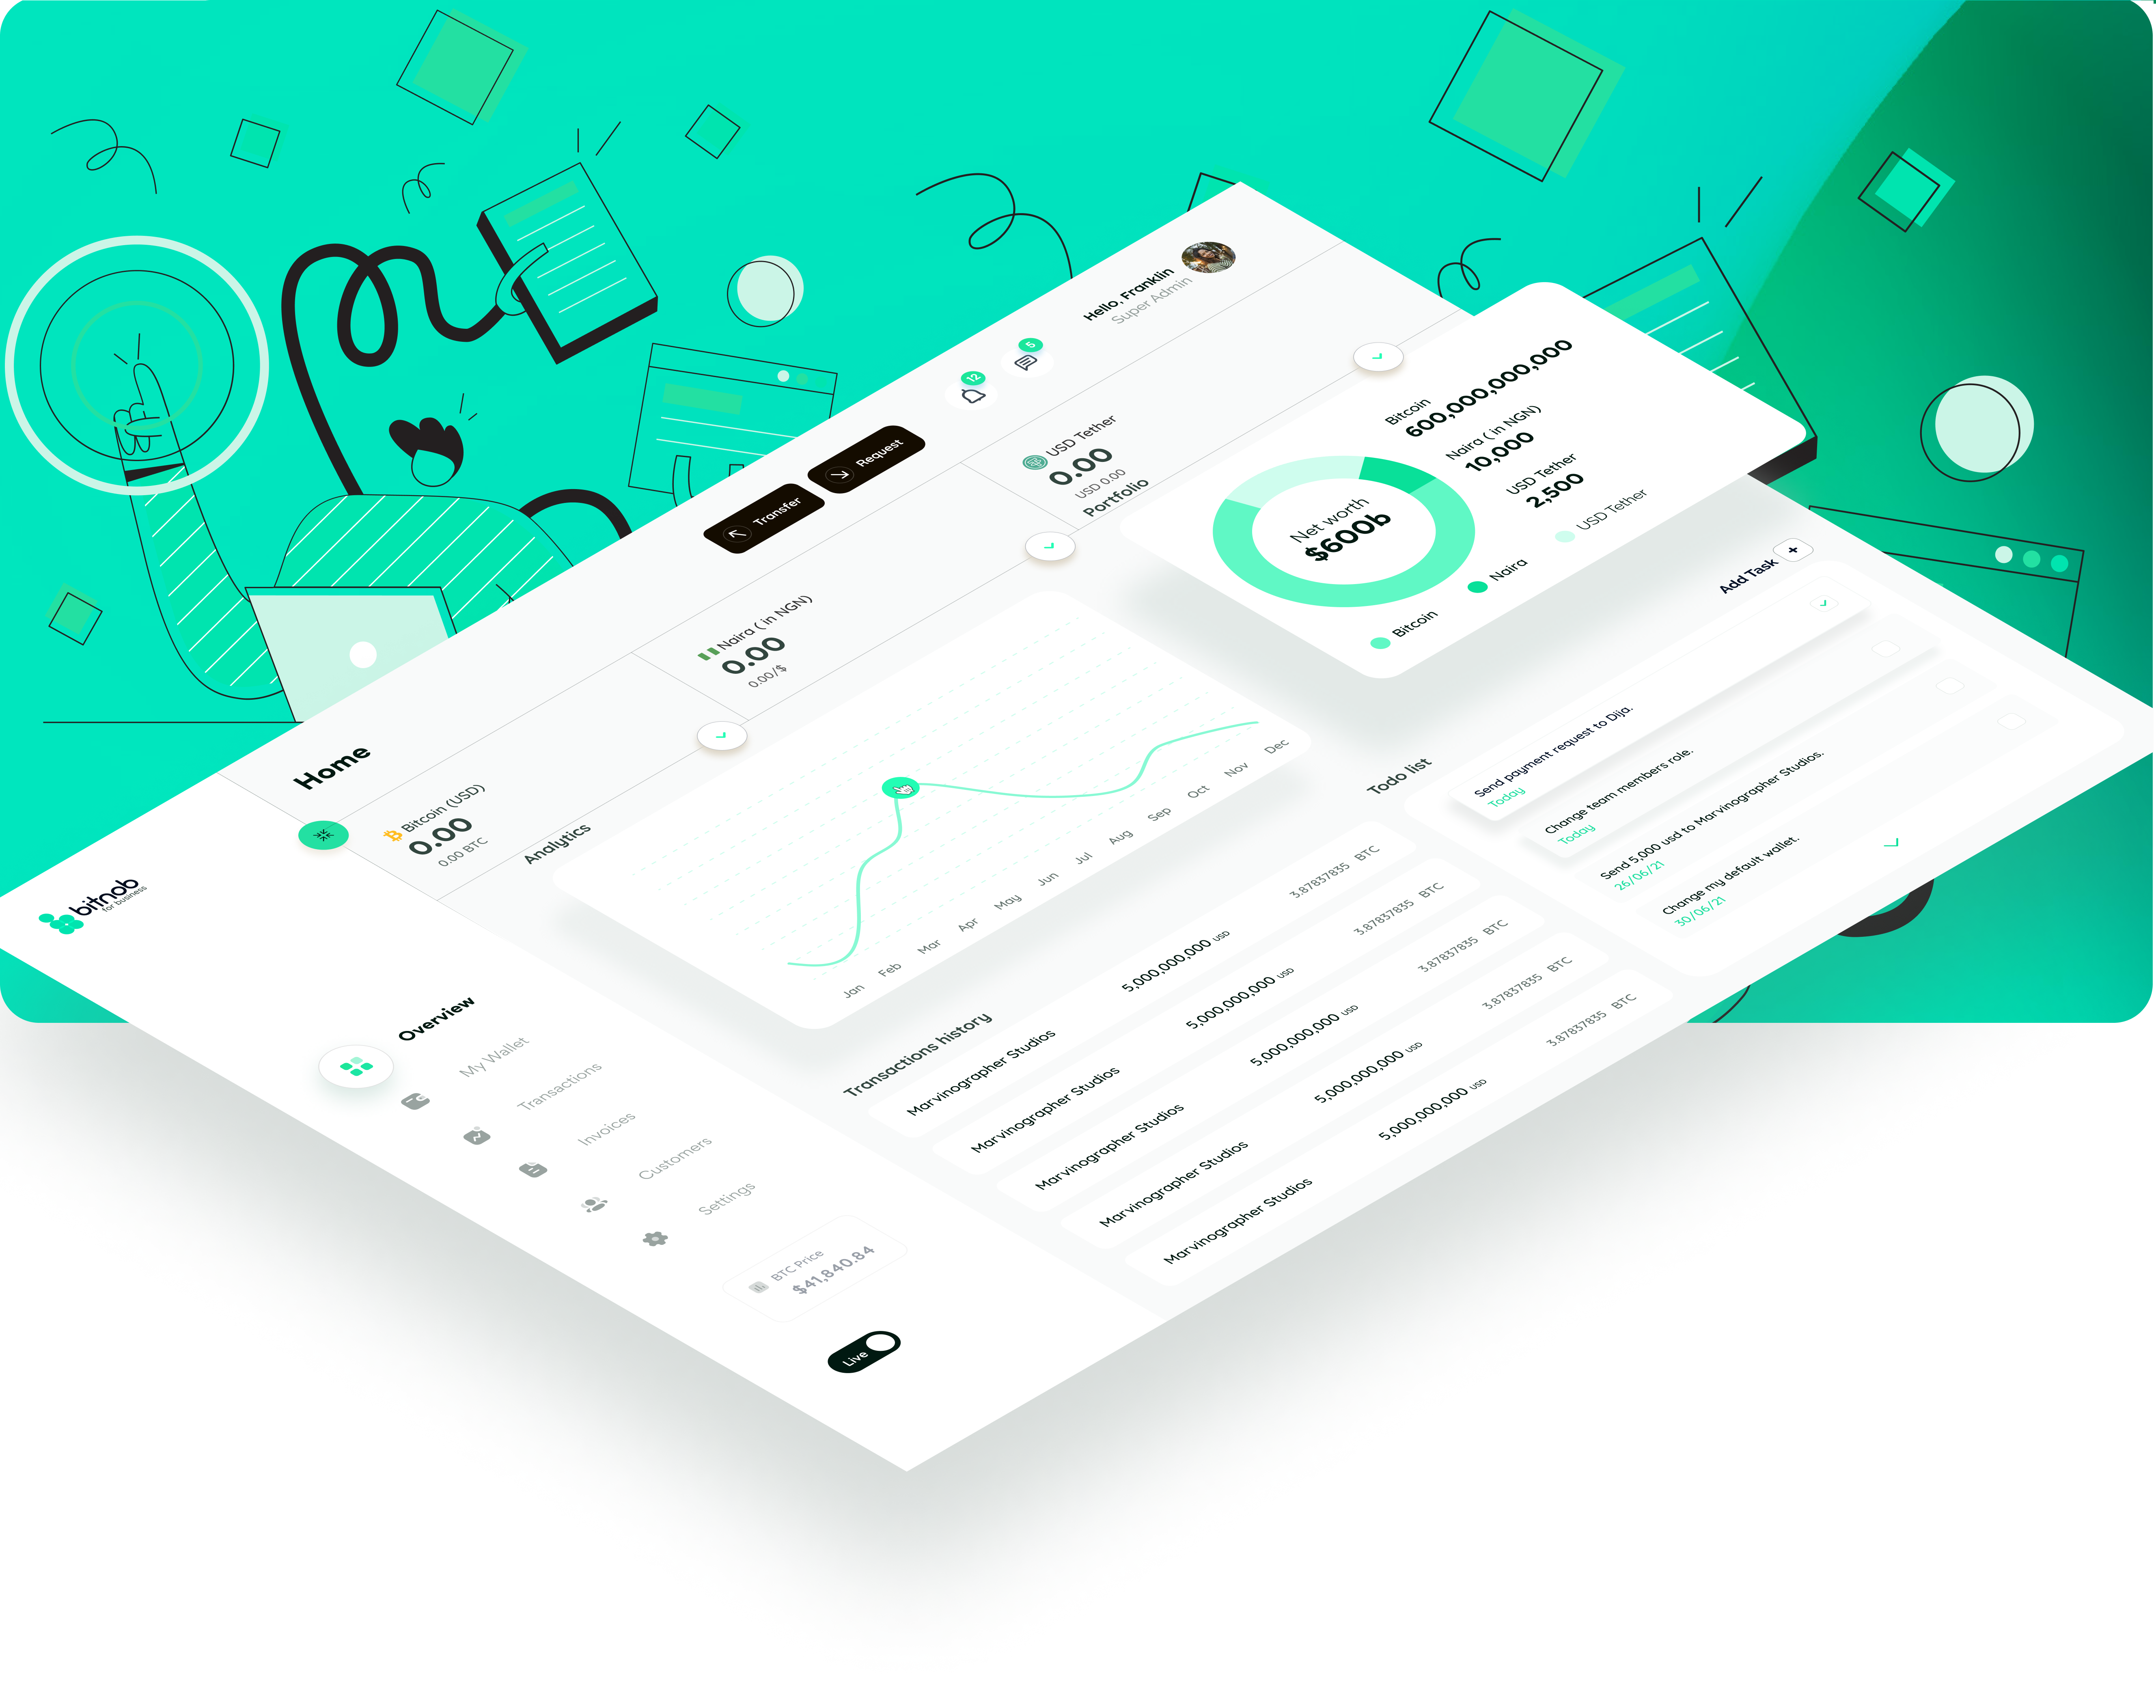 bitnob
for business
Overview
My Wallet
Transactions
Invoices
Customers
Settings
BTC Price
$41,840.84
Live
Home
Transfer
Request
12
5
Hello, Franklin
Super Admin
Bitcoin (USD)
0.00
0.00 BTC
Naira ( in NGN)
0.00
0.00/$
USD Tether
0.00
USD 0.00
Analytics
Jan Feb Mar Apr May Jun Jul Aug Sep Oct Nov Dec
Portfolio
Net worth
$600b
Bitcoin
600,000,000,000
Naira ( in NGN)
10,000
USD Tether
2,500
Bitcoin
Naira
USD Tether
Transactions history
Marvinographer Studios 5,000,000,000 USD 3.87837835 BTC
Marvinographer Studios 5,000,000,000 USD 3.87837835 BTC
Marvinographer Studios 5,000,000,000 USD 3.87837835 BTC
Marvinographer Studios 5,000,000,000 USD 3.87837835 BTC
Marvinographer Studios 5,000,000,000 USD 3.87837835 BTC
Todo list
Add Task
Send payment request to Dija.
Today
Change team members role.
Today
Send 5,000 usd to Marvinographer Studios.
26/06/21
Change my default wallet.
30/06/21